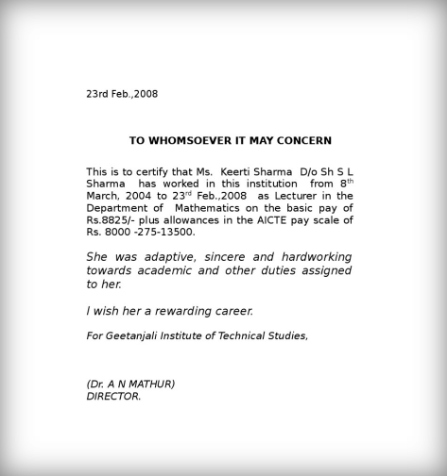 23rd Feb.,2008
TO WHOMSOEVER IT MAY CONCERN
This is to certify that Ms. Keerti Sharma D/o Sh S L
Sharma has worked in this institution from 8th
March, 2004 to 23rd Feb.,2008 as Lecturer in the
Department of Mathematics on the basic pay of
Rs.8825/- plus allowances in the AICTE pay scale of
Rs. 8000 -275-13500.
She was adaptive, sincere and hardworking
towards academic and other duties assigned
to her.
I wish her a rewarding career.
For Geetanjali Institute of Technical Studies,
(Dr. A N MATHUR)
DIRECTOR.